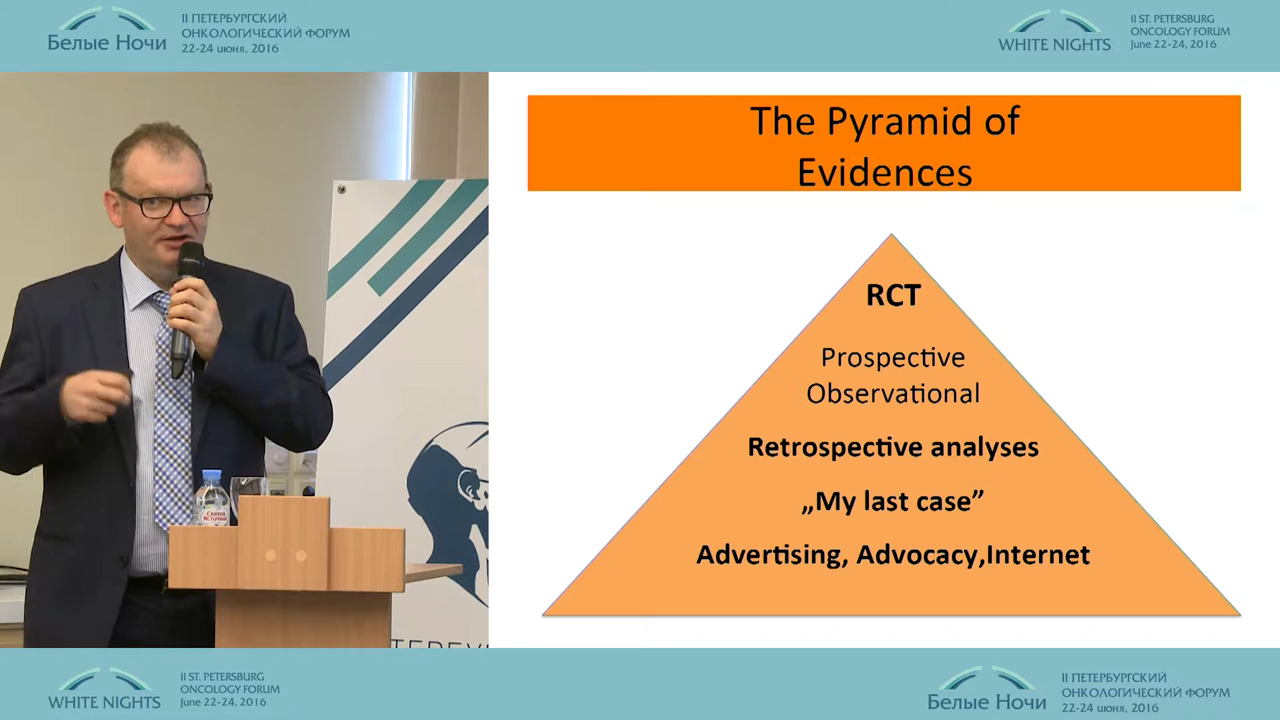 Белые Ночи
II ПЕТЕРБУРГСКИЙ
ОНКОЛОГИЧЕСКИЙ ФОРУМ
22-24 июня, 2016
WHITE NIGHTS
II ST. PETERSBURG
ONCOLOGY FORUM
June 22-24, 2016
The Pyramid of
Evidences
RCT
Prospective
Observational
Retrospective analyses
„My last case”
Advertising, Advocacy,Internet
Святой
Источник
WHITE NIGHTS
II ST. PETERSBURG
ONCOLOGY FORUM
June 22-24, 2016
Белые Ночи
II ПЕТЕРБУРГСКИЙ
ОНКОЛОГИЧЕСКИЙ ФОРУМ
22-24 июня, 2016